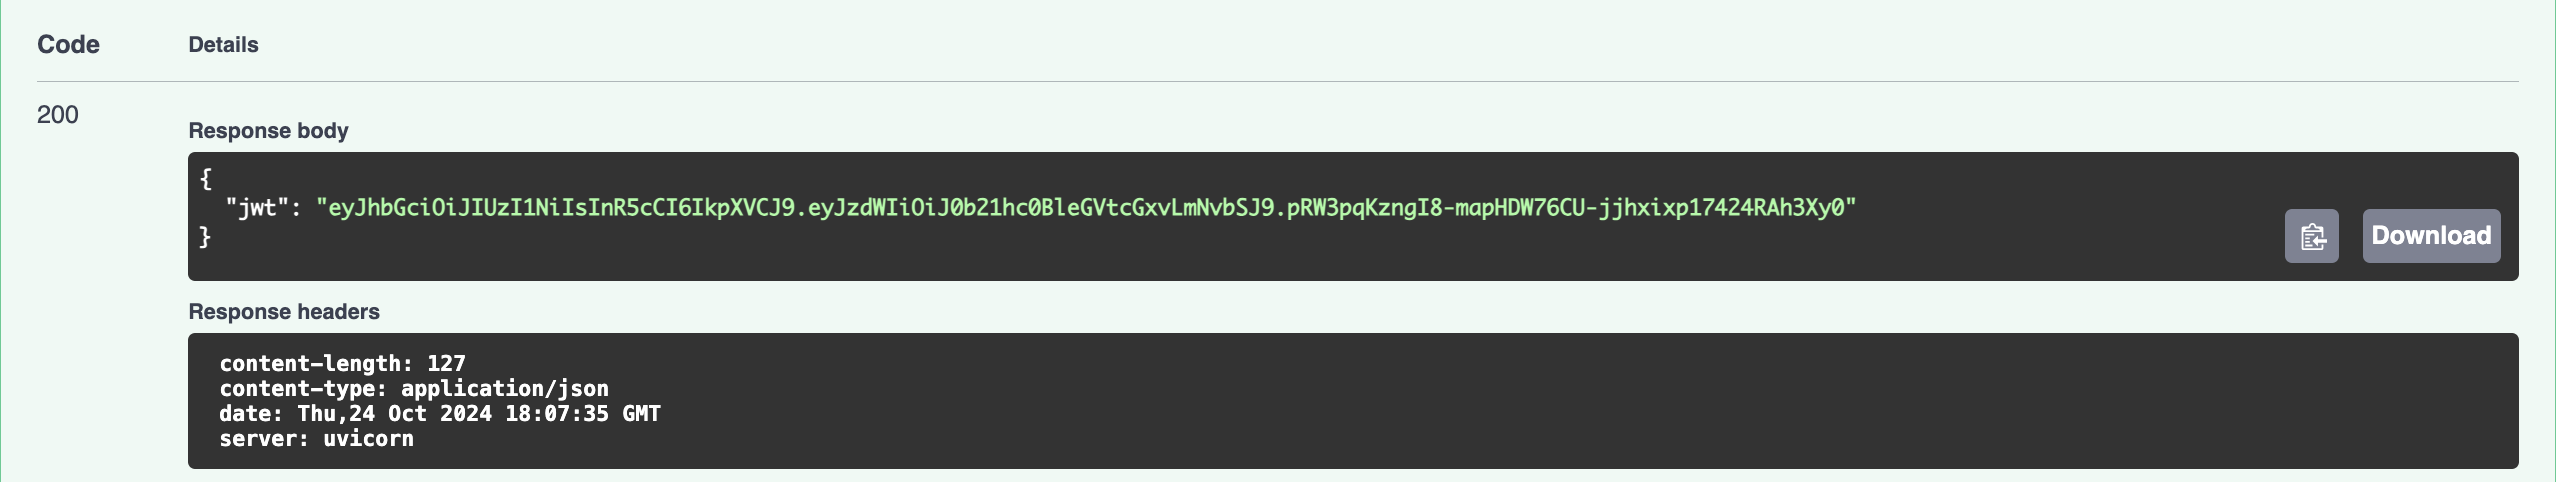 Code Details
200
Response body
{
"jwt": "eyJhbGciOiJIUzI1NiIsInR5cCI6IkpXVCJ9.eyJzdWIiOiJ0b21hc0BleGVtcGxvLmNvbSJ9.pRW3pqKzngI8-mapHDW76CU-jjhxixp17424RAh3Xy0"
}
Download
Response headers
content-length: 127
content-type: application/json
date: Thu,24 Oct 2024 18:07:35 GMT
server: uvicorn